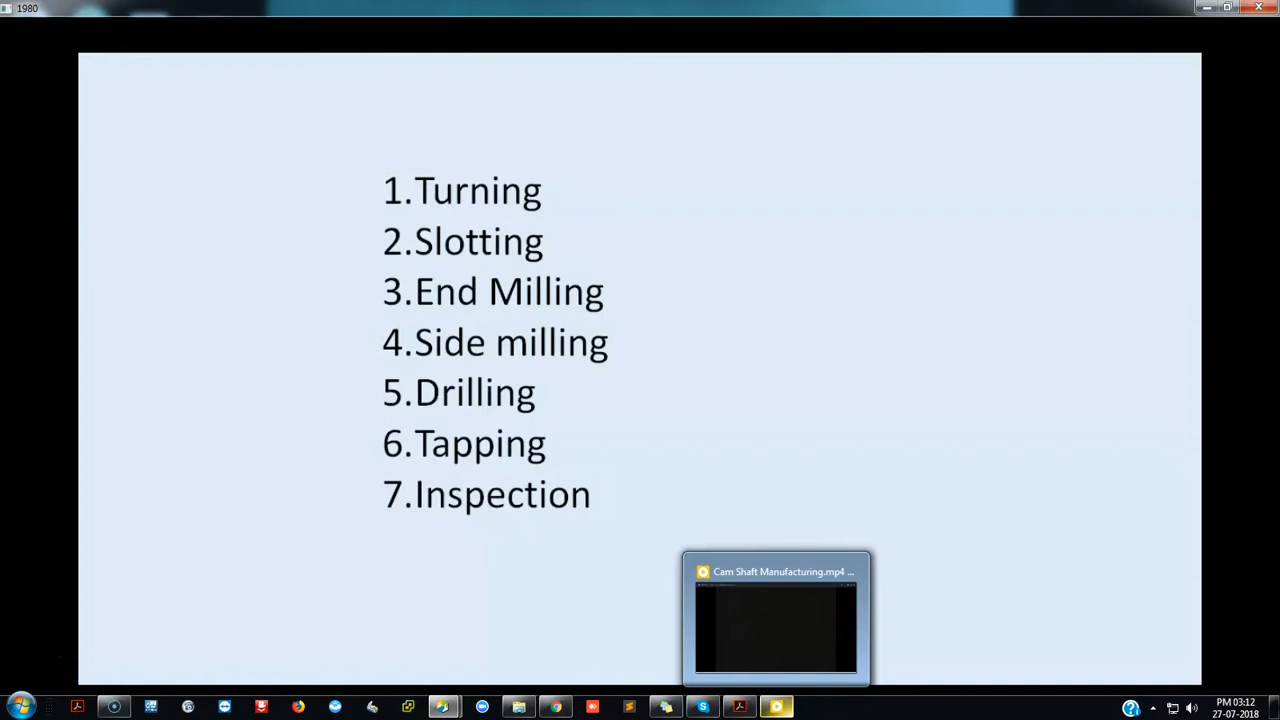 1980
1.Turning
2.Slotting
3.End Milling
4.Side milling
5.Drilling
6.Tapping
7.Inspection
Cam Shaft Manufacturing.mp4 ...
PM 03:12
27-07-2018